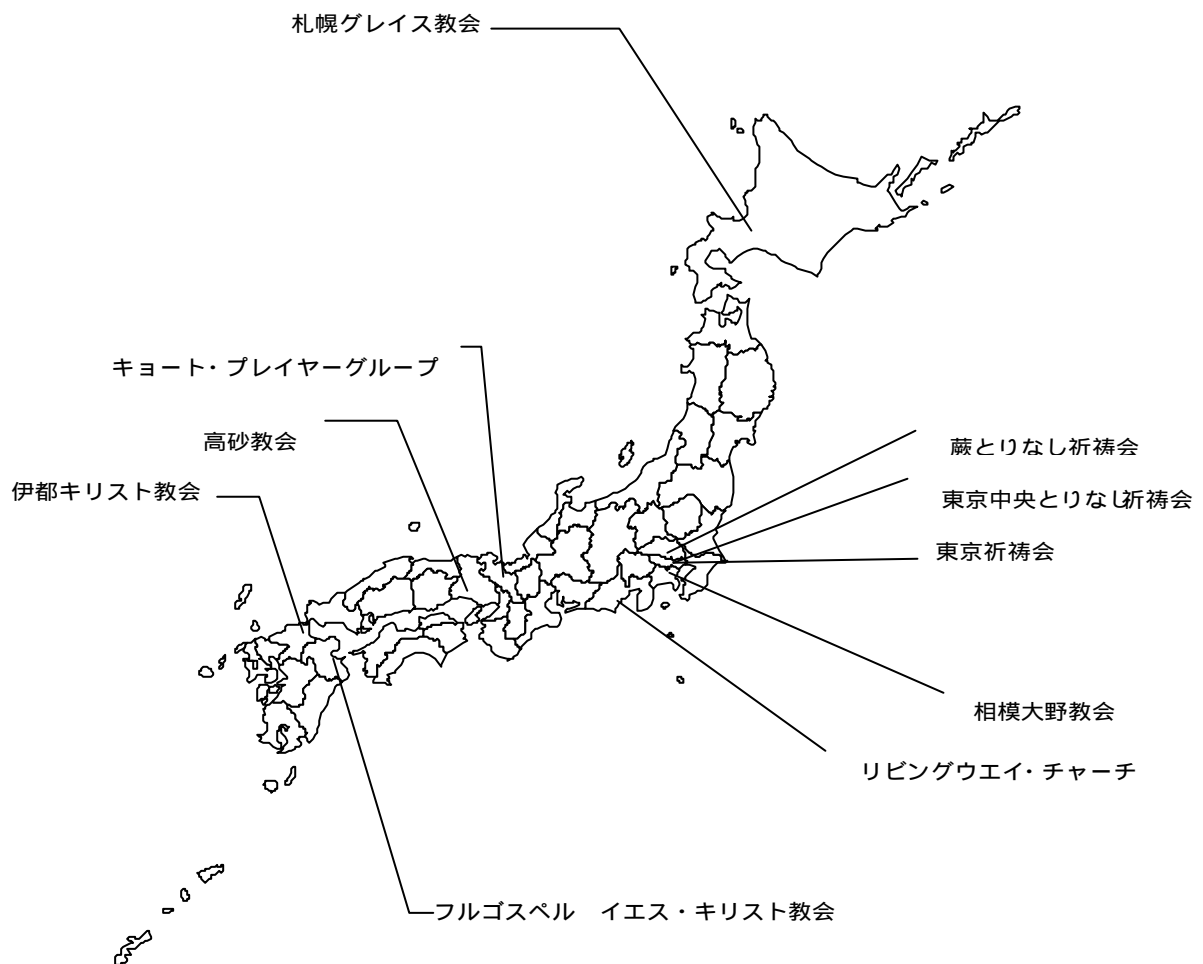 札幌グレイス教会
キョート・プレイヤーグループ
高砂教会
伊都キリスト教会
蕨とりなし祈祷会
東京中央とりなし祈祷会
東京祈祷会
相模大野教会
リビングウエイ・チャーチ
フルゴスペル　イエス・キリスト教会